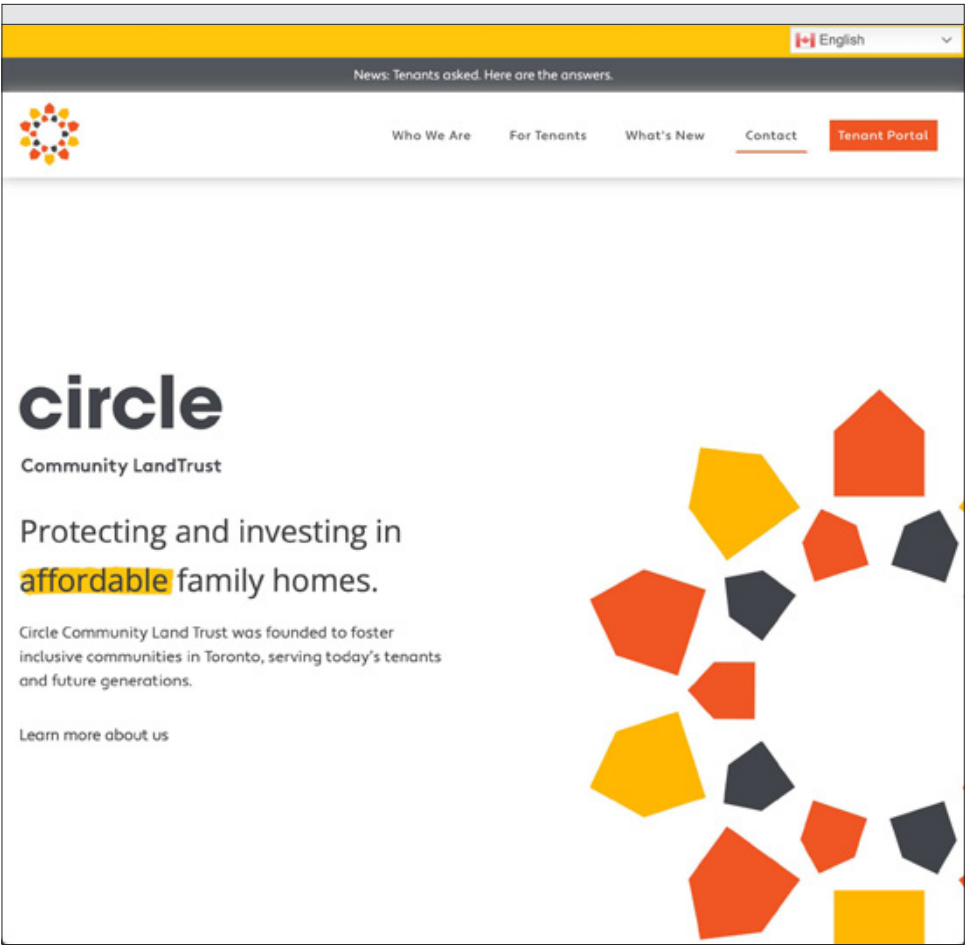 English
News: Tenants asked. Here are the answers.
Who We Are For Tenants What's New Contact Tenant Portal
circle
Community LandTrust
Protecting and investing in
affordable family homes.
Circle Community Land Trust was founded to foster
inclusive communities in Toronto, serving today's tenants
and future generations.
Learn more about us